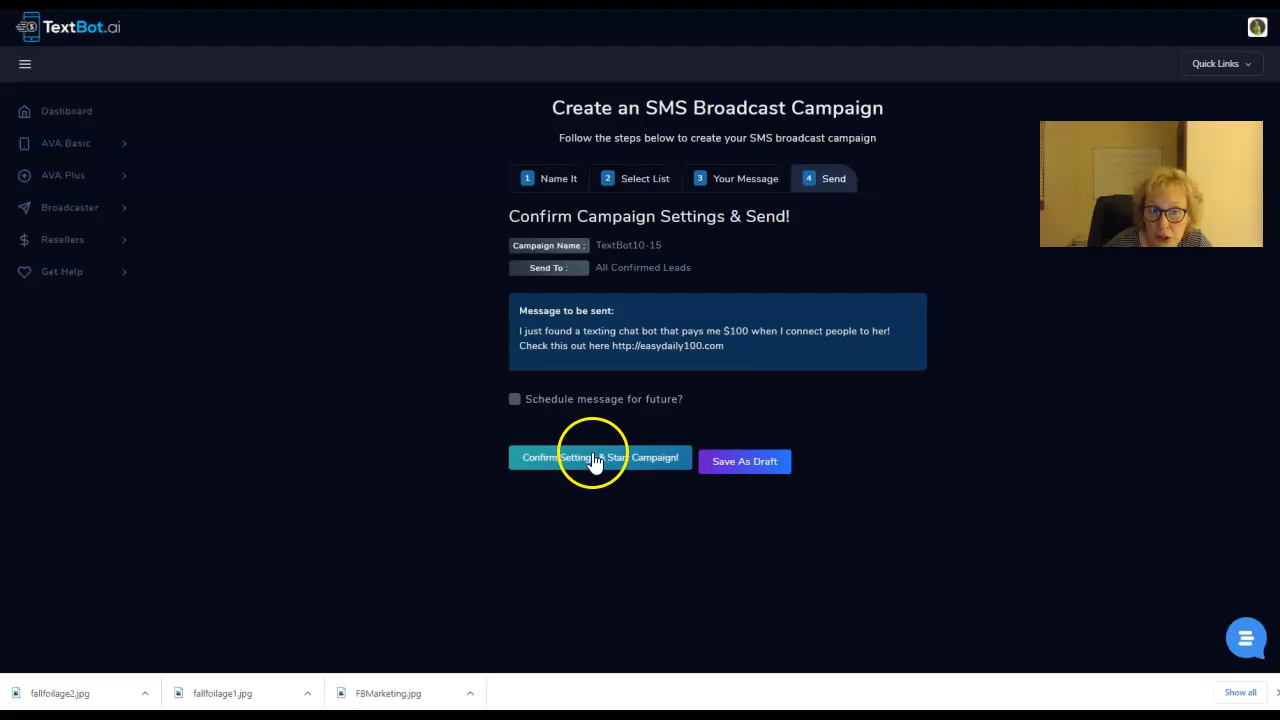 TextBot.ai
Quick Links
Dashboard
AVA Basic
AVA Plus
Broadcaster
Resellers
Get Help
Create an SMS Broadcast Campaign
Follow the steps below to create your SMS broadcast campaign
1 Name It
2 Select List
3 Your Message
4 Send
Confirm Campaign Settings & Send!
Campaign Name : TextBot10-15
Send To : All Confirmed Leads
Message to be sent:
I just found a texting chat bot that pays me $100 when I connect people to her!
Check this out here http://easydaily100.com
Schedule message for future?
Confirm Settings & Start Campaign!
Save As Draft
fallfoilage2.jpg
fallfoilage1.jpg
FBMarketing.jpg
Show all